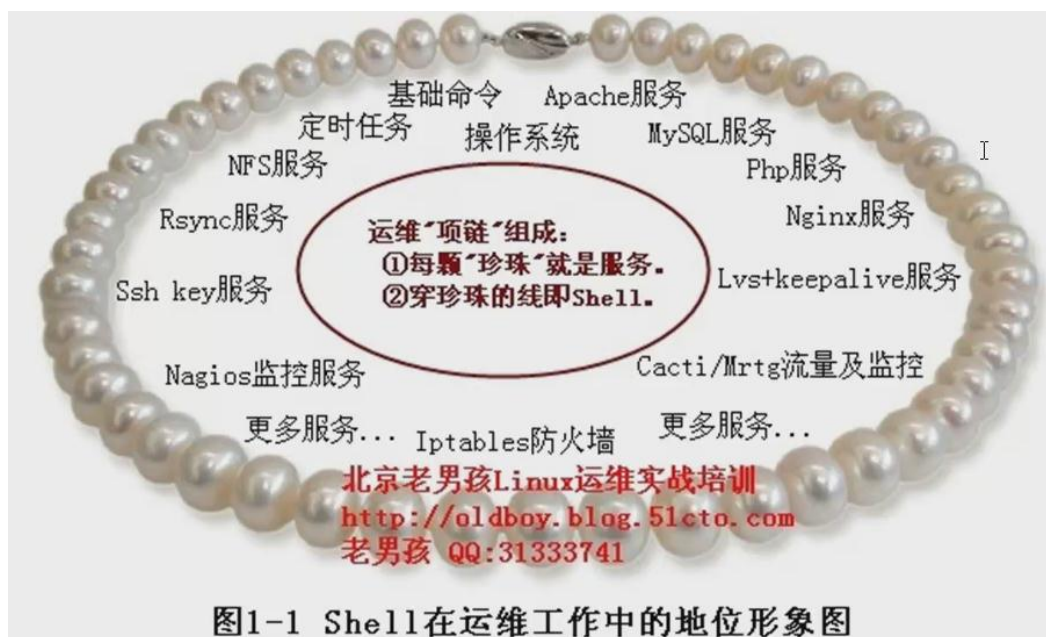 基础命令 Apache服务
定时任务 操作系统 MySQL服务
NFS服务 Php服务
Rsync服务 Nginx服务
运维"项链"组成:
①每颗"珍珠"就是服务。
②穿珍珠的线即Shell。
Ssh key服务 Lvs+keepalive服务
Nagios监控服务 Cacti/Mrtg流量及监控
更多服务... Iptables防火墙 更多服务...
北京老男孩Linux运维实战培训
http://oldboy.blog.51cto.com
老男孩 QQ:31333741
图1-1 Shell在运维工作中的地位形象图